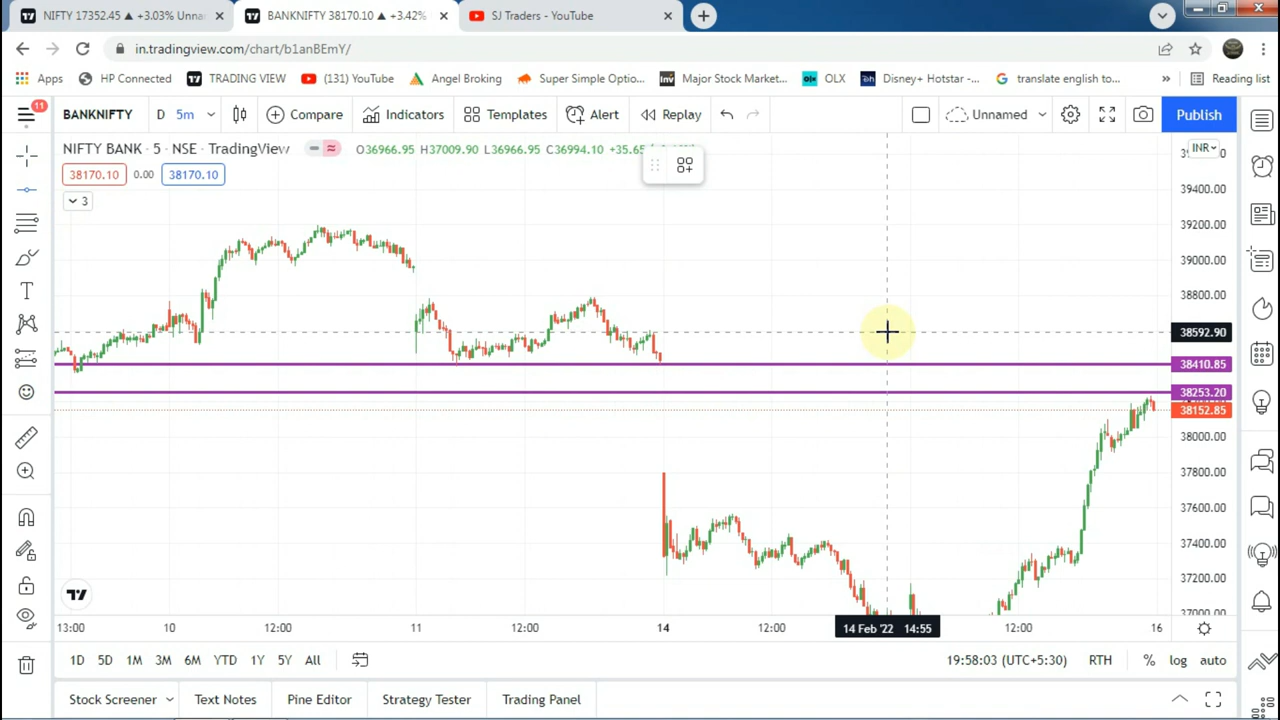 NIFTY 17352.45 ▲ +3.03% Unna
BANKNIFTY 38170.10 ▲ +3.42%
SJ Traders - YouTube
in.tradingview.com/chart/b1anBEmY/
Apps
HP Connected
TRADING VIEW
(131) YouTube
Angel Broking
Super Simple Optio...
Major Stock Market...
OLX
Disney+ Hotstar -...
translate english to...
»
Reading list
11
BANKNIFTY
D
5m
Compare
Indicators
Templates
Alert
Replay
Unnamed
Publish
NIFTY BANK · 5 · NSE · TradingView
O36966.95 H37009.90 L36966.95 C36994.10 +35.65
INR
38170.10
0.00
38170.10
3
39400.00
39200.00
39000.00
38800.00
38592.90
38410.85
38253.20
38152.85
38000.00
37800.00
37400.00
37200.00
37000.00
13:00
10
12:00
11
12:00
14
12:00
14 Feb '22 14:55
12:00
16
1D
5D
1M
3M
6M
YTD
1Y
5Y
All
19:58:03 (UTC+5:30)
RTH
%
log
auto
Stock Screener
Text Notes
Pine Editor
Strategy Tester
Trading Panel